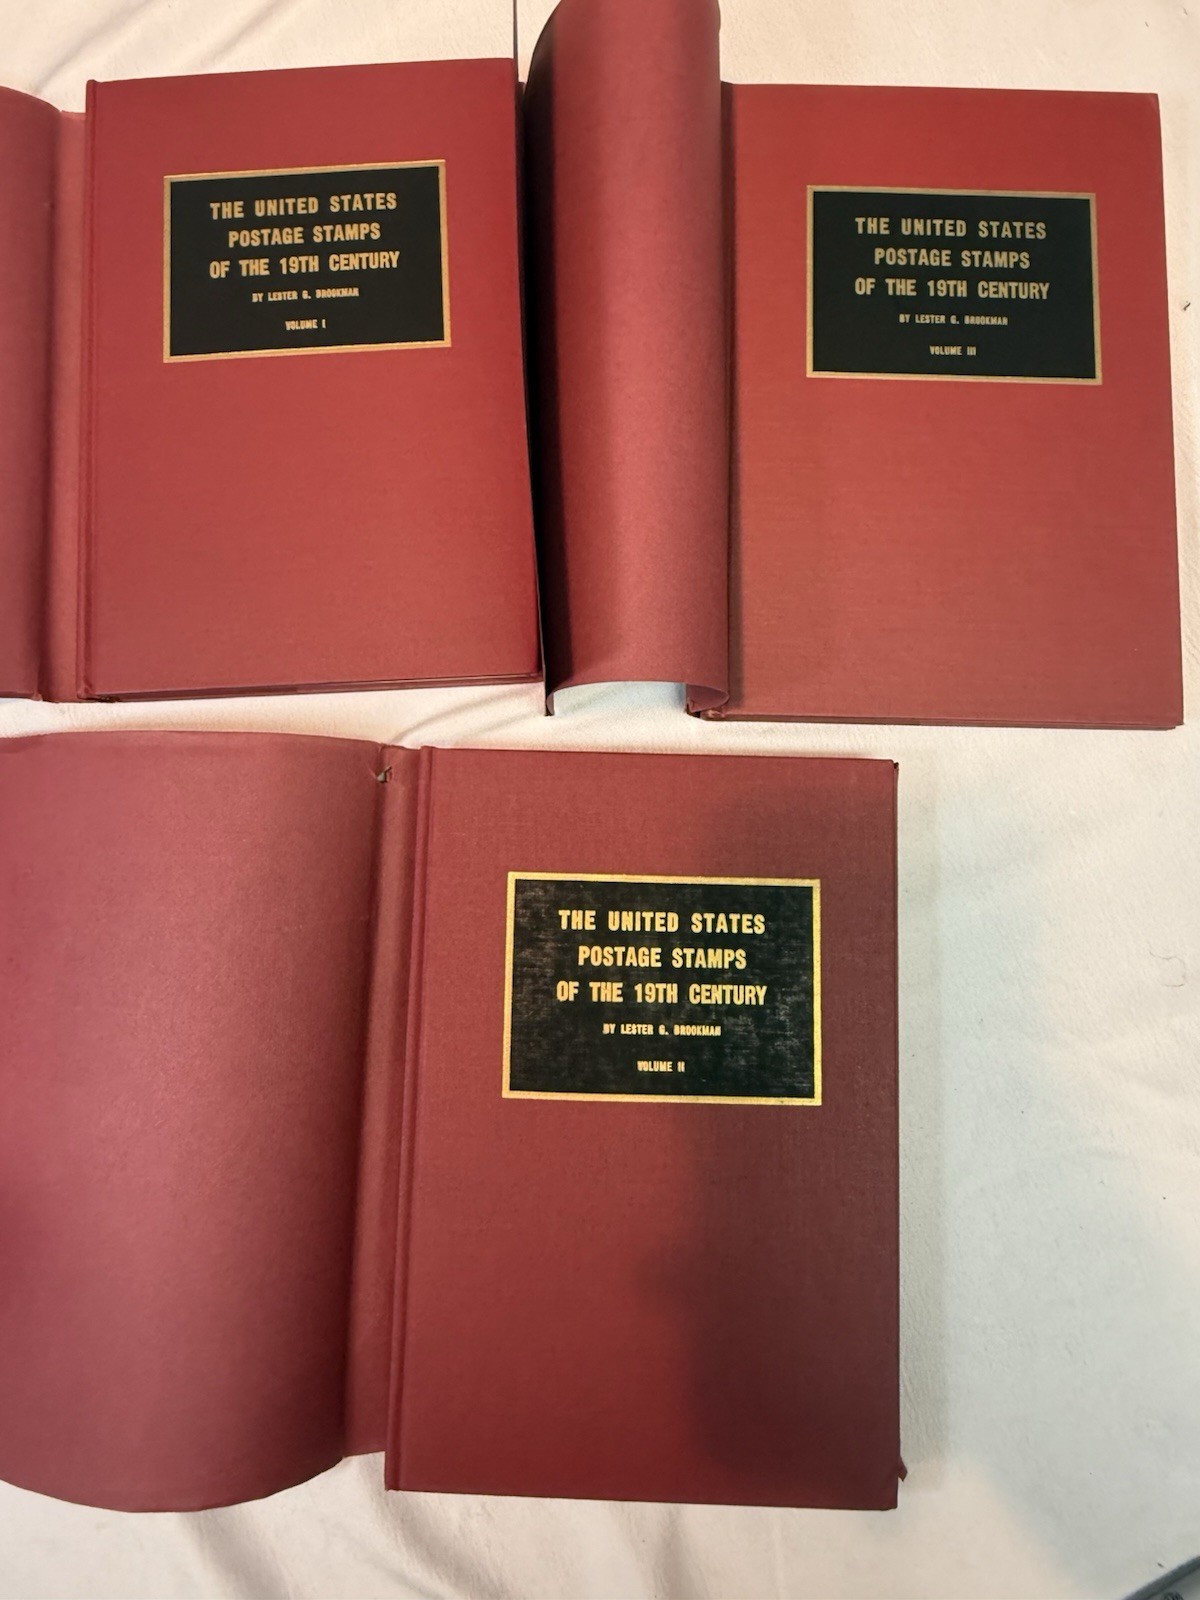 THE UNITED STATES
POSTAGE STAMPS
OF THE 19TH CENTURY
BY LESTER G. BROOKMAN
VOLUME I
THE UNITED STATES
POSTAGE STAMPS
OF THE 19TH CENTURY
BY LESTER G. BROOKMAN
VOLUME III
THE UNITED STATES
POSTAGE STAMPS
OF THE 19TH CENTURY
BY LESTER G. BROOKMAN
VOLUME II